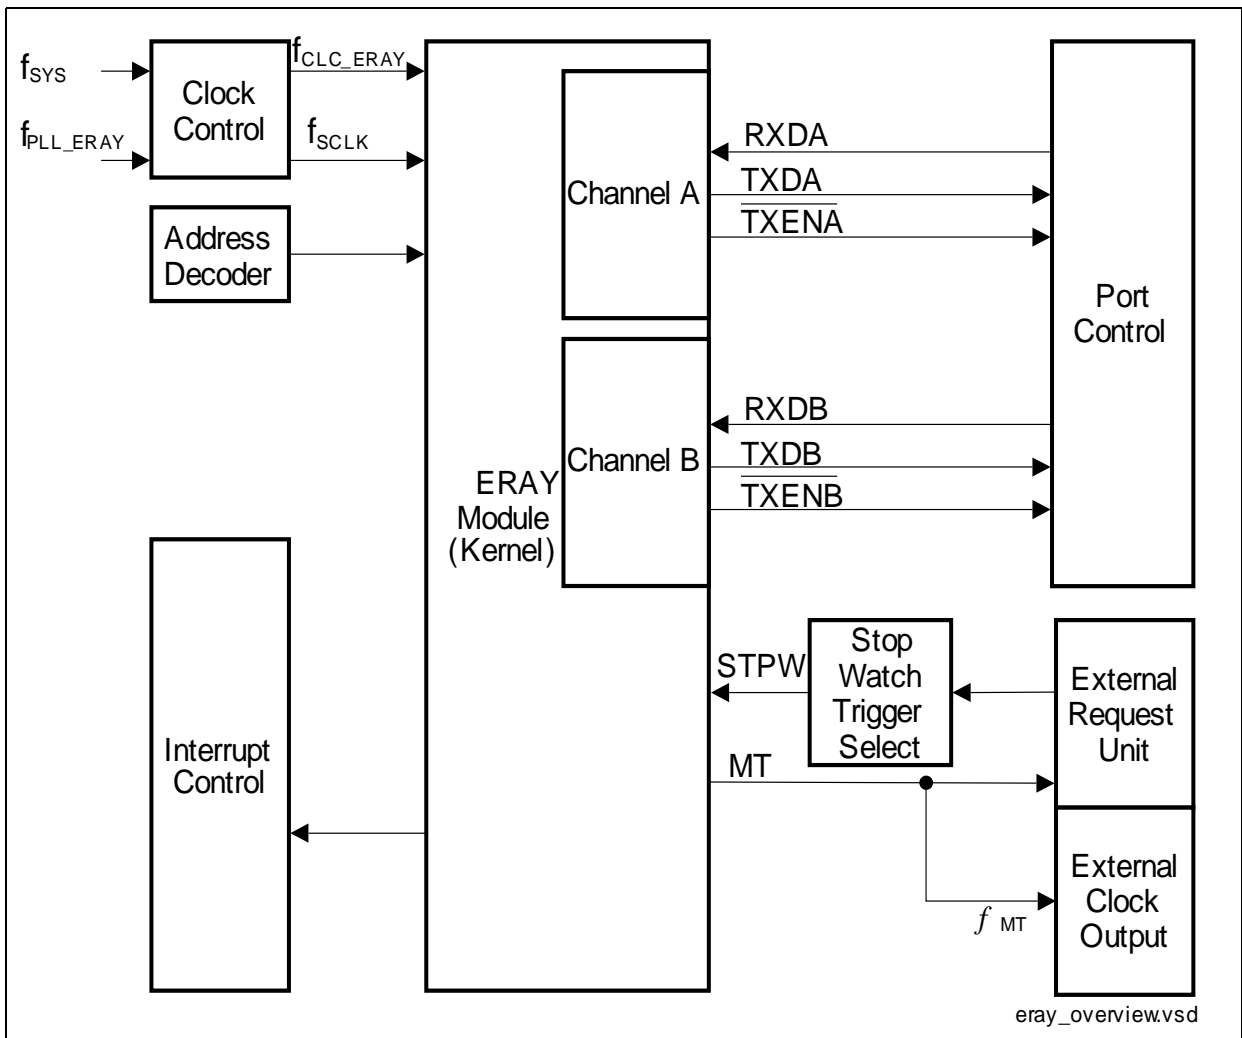 fSYS
fPLL_ERAY
Clock
Control
fCLC_ERAY
fSCLK
Address
Decoder
Interrupt
Control
ERAY
Module
(Kernel)
Channel A
Channel B
RXDA
TXDA
TXENA
RXDB
TXDB
TXENB
Port
Control
STPW
Stop
Watch
Trigger
Select
MT
External
Request
Unit
External
Clock
Output
f MT
eray_overview.vsd